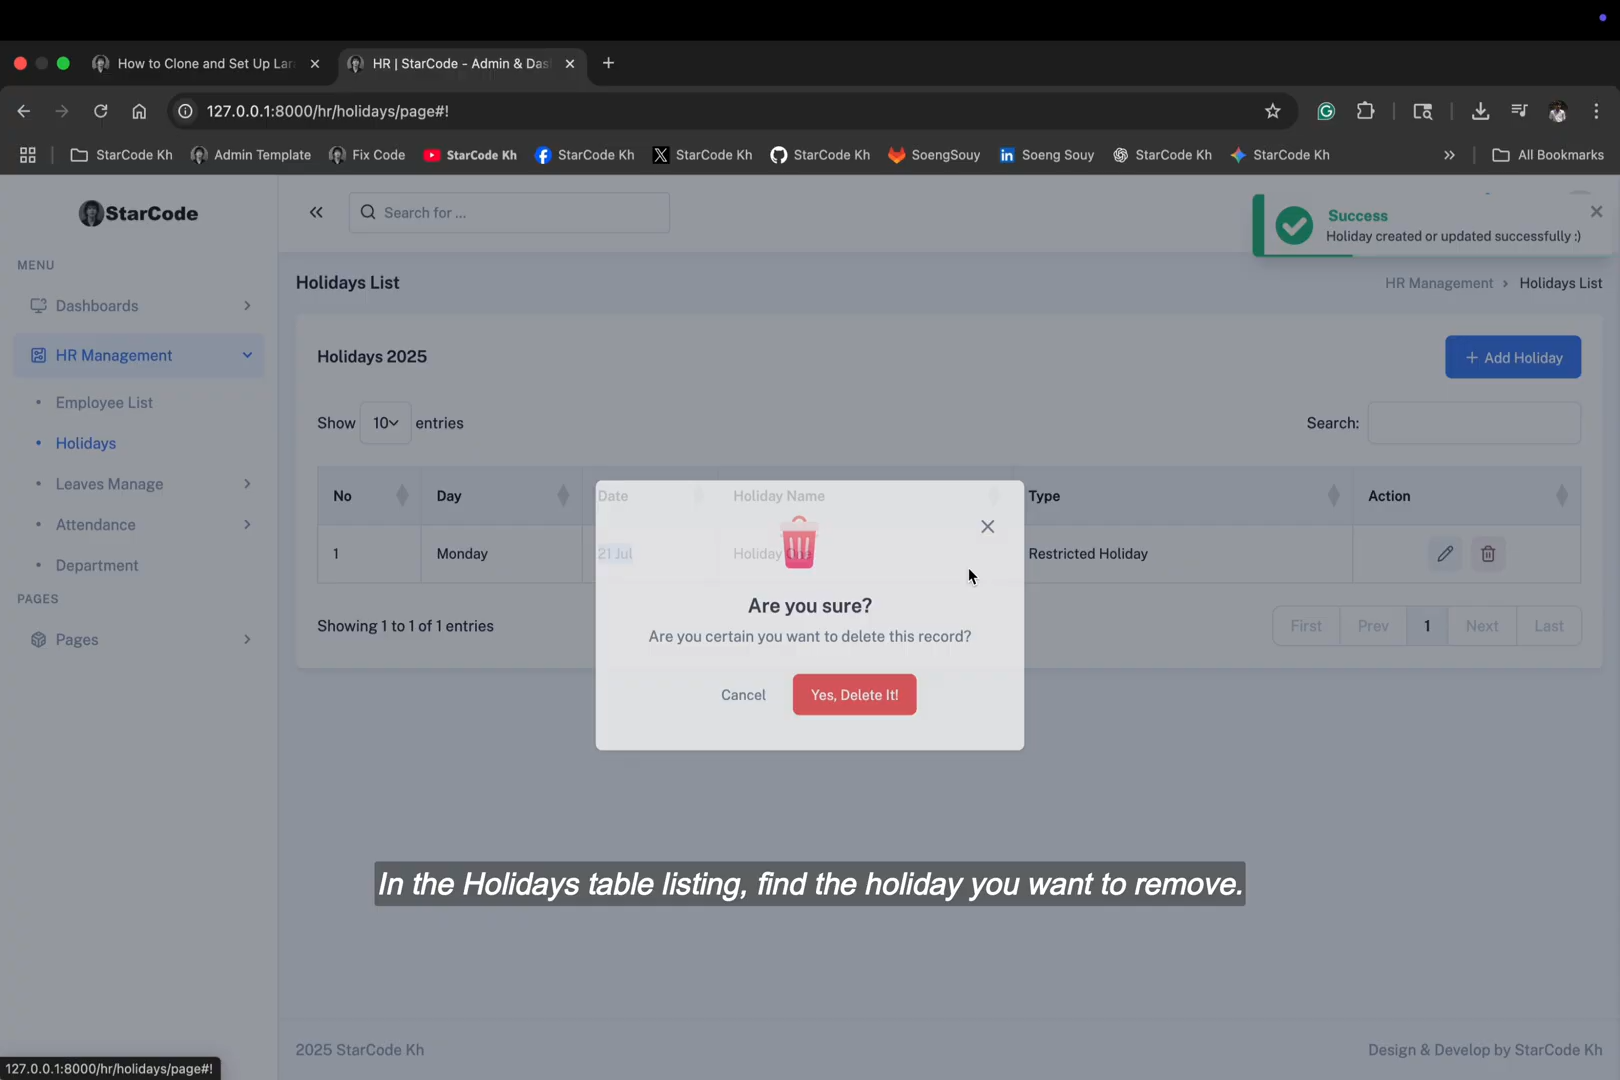 How to Clone and Set Up Lar
HR | StarCode - Admin & Das
127.0.0.1:8000/hr/holidays/page#!
StarCode Kh
Admin Template
Fix Code
StarCode Kh
StarCode Kh
StarCode Kh
StarCode Kh
SoengSouy
Soeng Souy
StarCode Kh
StarCode Kh
All Bookmarks
StarCode
Search for ...
Success
Holiday created or updated successfully :)
MENU
Dashboards
HR Management
Employee List
Holidays
Leaves Manage
Attendance
Department
PAGES
Pages
Holidays List
HR Management > Holidays List
Holidays 2025
+ Add Holiday
Show 10 entries
Search:
No Day Date Holiday Name Type Action
1 Monday 21 Jul Holiday One Restricted Holiday
Showing 1 to 1 of 1 entries
First Prev 1 Next Last
Are you sure?
Are you certain you want to delete this record?
Cancel
Yes, Delete It!
In the Holidays table listing, find the holiday you want to remove.
2025 StarCode Kh
Design & Develop by StarCode Kh
127.0.0.1:8000/hr/holidays/page#!